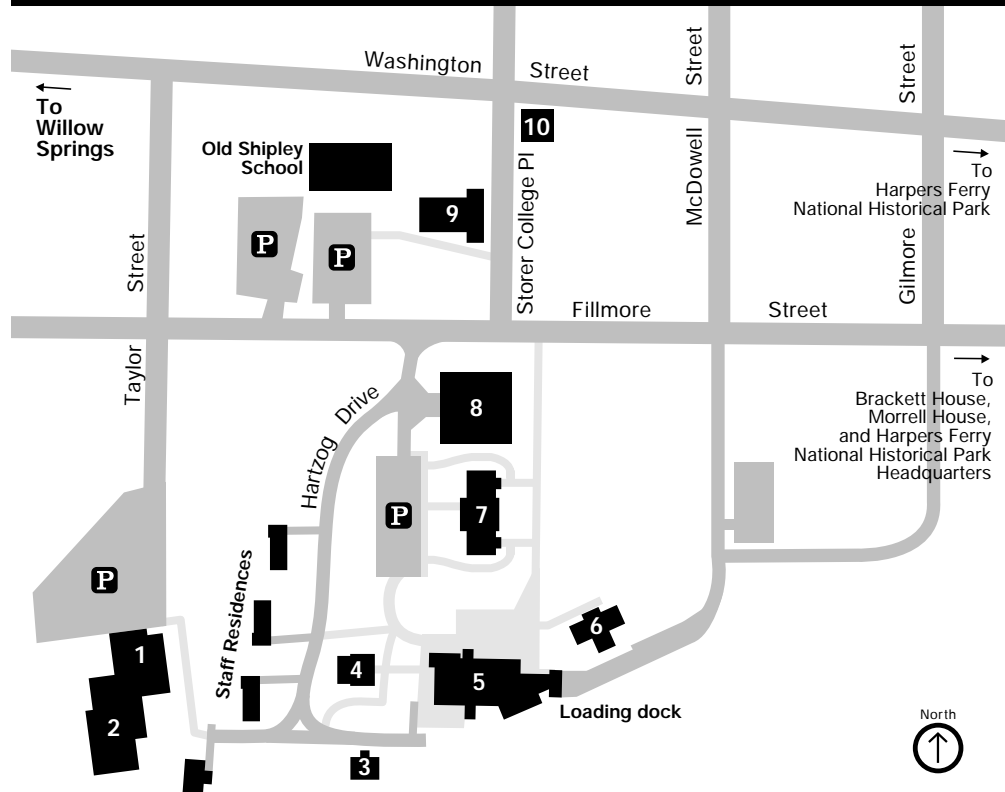 Washington Street
Street
Street
To
Willow
Springs
10
Old Shipley
School
McDowell
To
Harpers Ferry
National Historical Park
9
Storer College Pl
P
P
Street
Gilmore
Fillmore Street
Taylor
To
Brackett House,
Morrell House,
and Harpers Ferry
National Historical Park
Headquarters
Hartzog Drive
8
7
P
P
Staff Residences
6
1
4
5
2
Loading dock
North
3